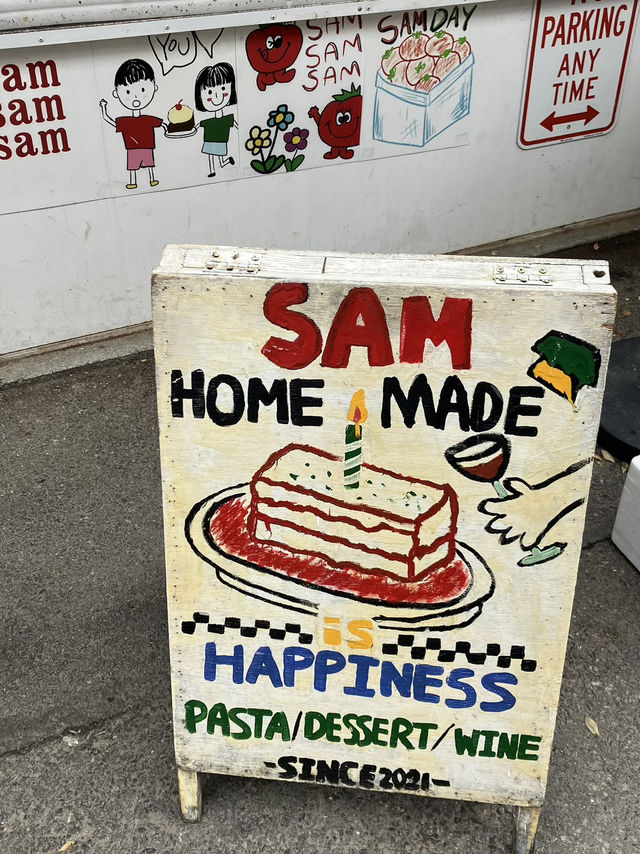 am
sam
sam
YOU
SAM
SAM
SAM
SAMDAY
PARKING
ANY
TIME
SAM
HOME MADE
is
HAPPINESS
PASTA/DESSERT/WINE
-SINCE 2021-